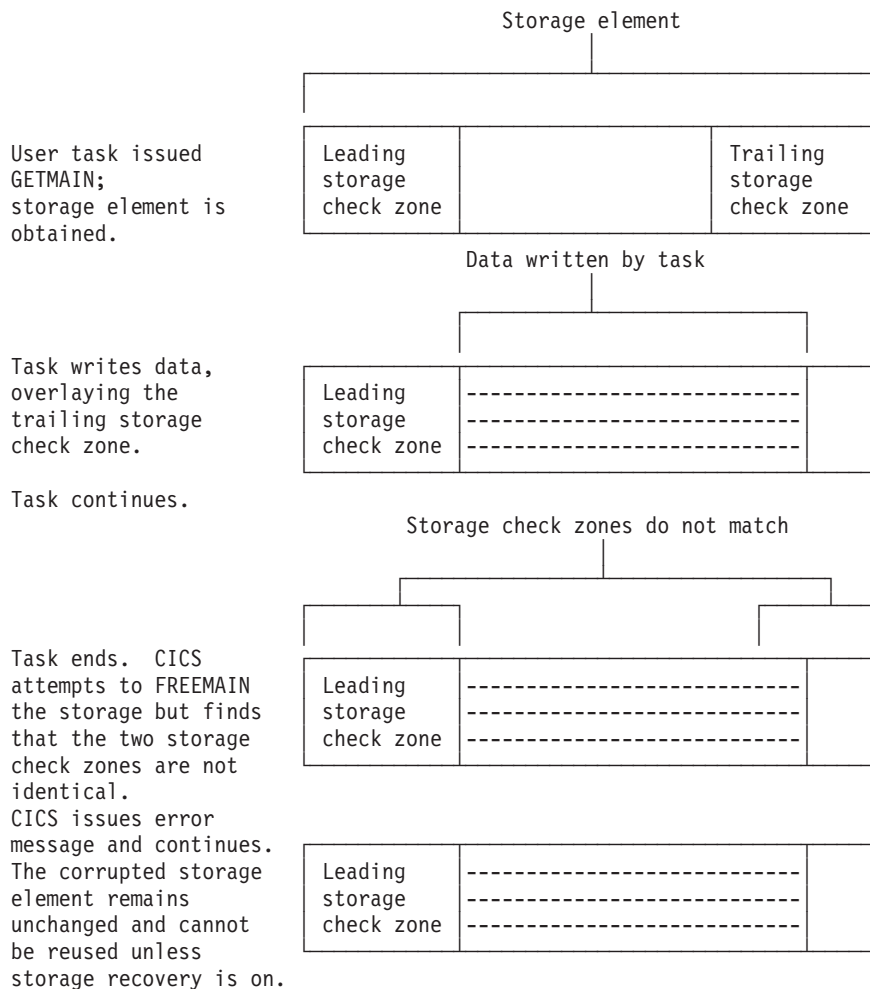 Storage element
User task issued
GETMAIN;
storage element is
obtained.
Leading
storage
check zone
Trailing
storage
check zone
Data written by task
Task writes data,
overlaying the
trailing storage
check zone.
Leading
storage
check zone
Task continues.
Storage check zones do not match
Task ends. CICS
attempts to FREEMAIN
the storage but finds
that the two storage
check zones are not
identical.
Leading
storage
check zone
CICS issues error
message and continues.
The corrupted storage
element remains
unchanged and cannot
be reused unless
storage recovery is on.
Leading
storage
check zone